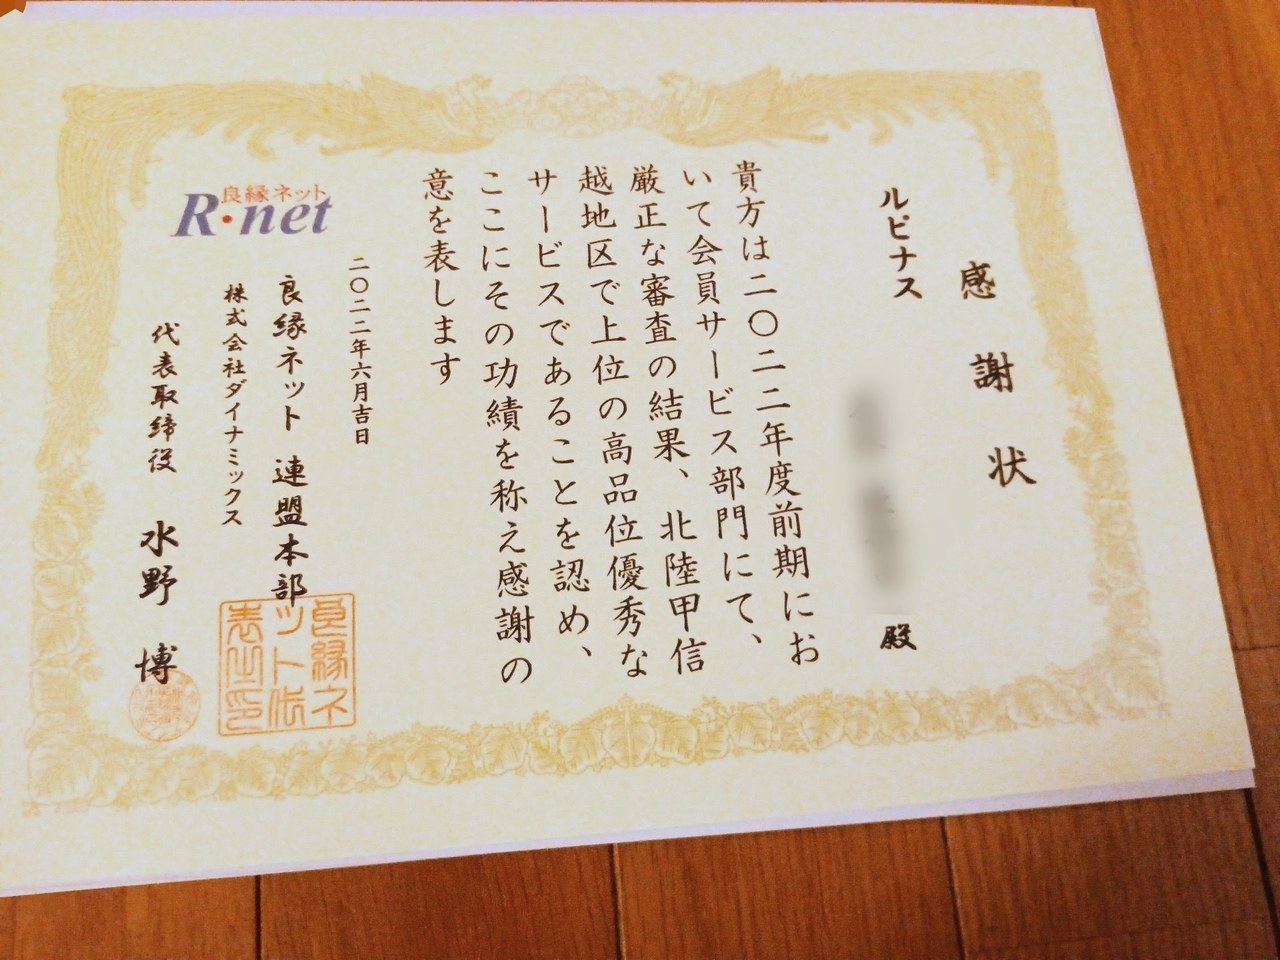 感謝状
ルピナス
殿
貴方は二〇二二年度前期にお
いて会員サービス部門にて、
厳正な審査の結果、北陸甲信
越地区で上位の高品位優秀な
サービスであることを認め、
ここにその功績を称え感謝の
意を表します
二〇二二年六月吉日
良縁ネット
R・net
良縁ネット 連盟本部
株式会社ダイナミックス
代表取締役 水野 博